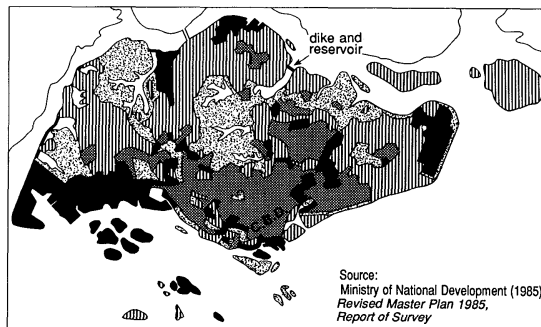 dike and
reservoir
C.B.D.
Source:
Ministry of National Development (1985)
Revised Master Plan 1985,
Report of Survey